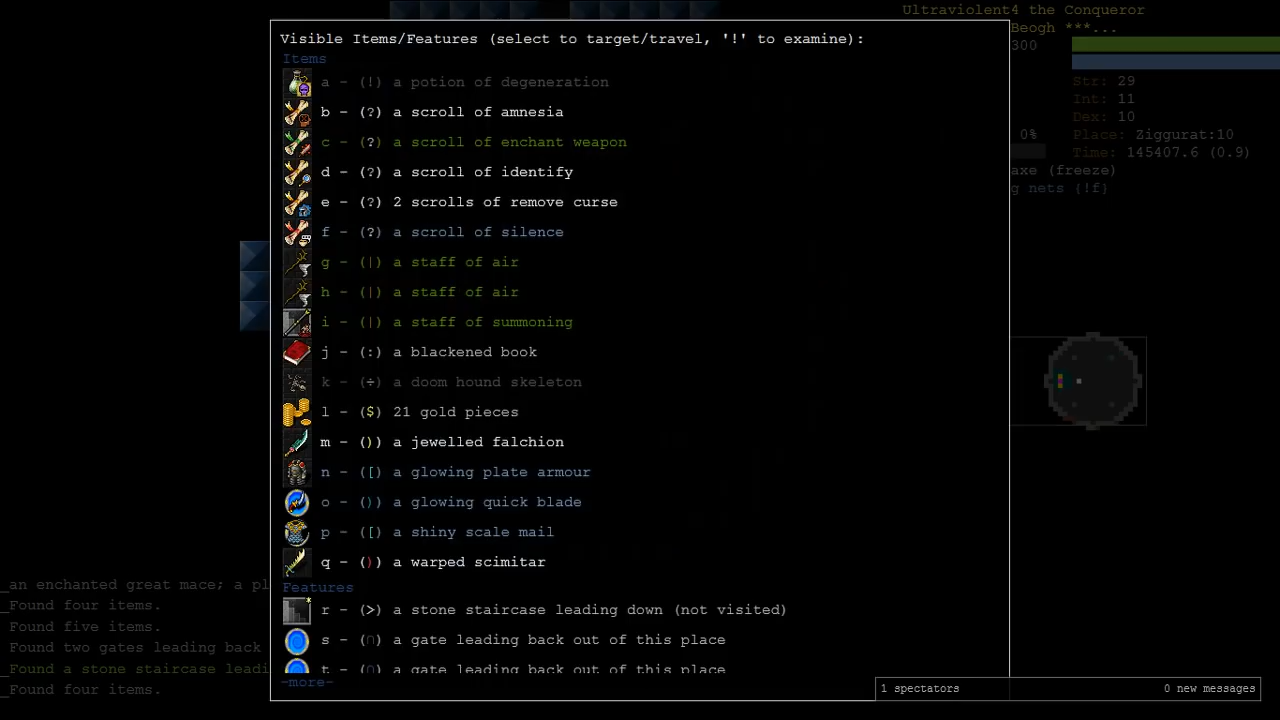 Ultraviolent4 the Conqueror
Beogh ***...
300
Str: 29
Int: 11
Dex: 10
0%
Place: Ziggurat:10
Time: 145407.6 (0.9)
axe (freeze)
g nets {!f}
Visible Items/Features (select to target/travel, '!' to examine):
Items
a - (!) a potion of degeneration
b - (?) a scroll of amnesia
c - (?) a scroll of enchant weapon
d - (?) a scroll of identify
e - (?) 2 scrolls of remove curse
f - (?) a scroll of silence
g - (|) a staff of air
h - (|) a staff of air
i - (|) a staff of summoning
j - (:) a blackened book
k - (÷) a doom hound skeleton
l - ($) 21 gold pieces
m - ()) a jewelled falchion
n - ([) a glowing plate armour
o - ()) a glowing quick blade
p - ([) a shiny scale mail
q - ()) a warped scimitar
Features
r - (>) a stone staircase leading down (not visited)
s - (∩) a gate leading back out of this place
t - (∩) a gate leading back out of this place
-more-
_an enchanted great mace; a pl
_Found four items.
Found five items.
Found two gates leading back
_Found a stone staircase leadi
_Found four items.
1 spectators
0 new messages